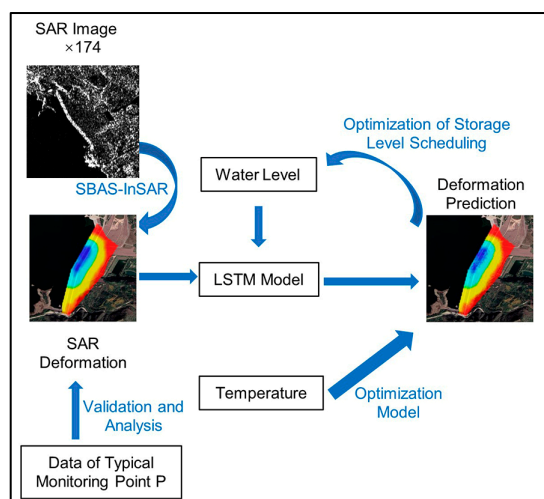 SAR Image
×174
SBAS-InSAR
Optimization of Storage
Level Scheduling
Water Level
Deformation
Prediction
LSTM Model
SAR
Deformation
Validation and
Analysis
Temperature
Optimization
Model
Data of Typical
Monitoring Point P